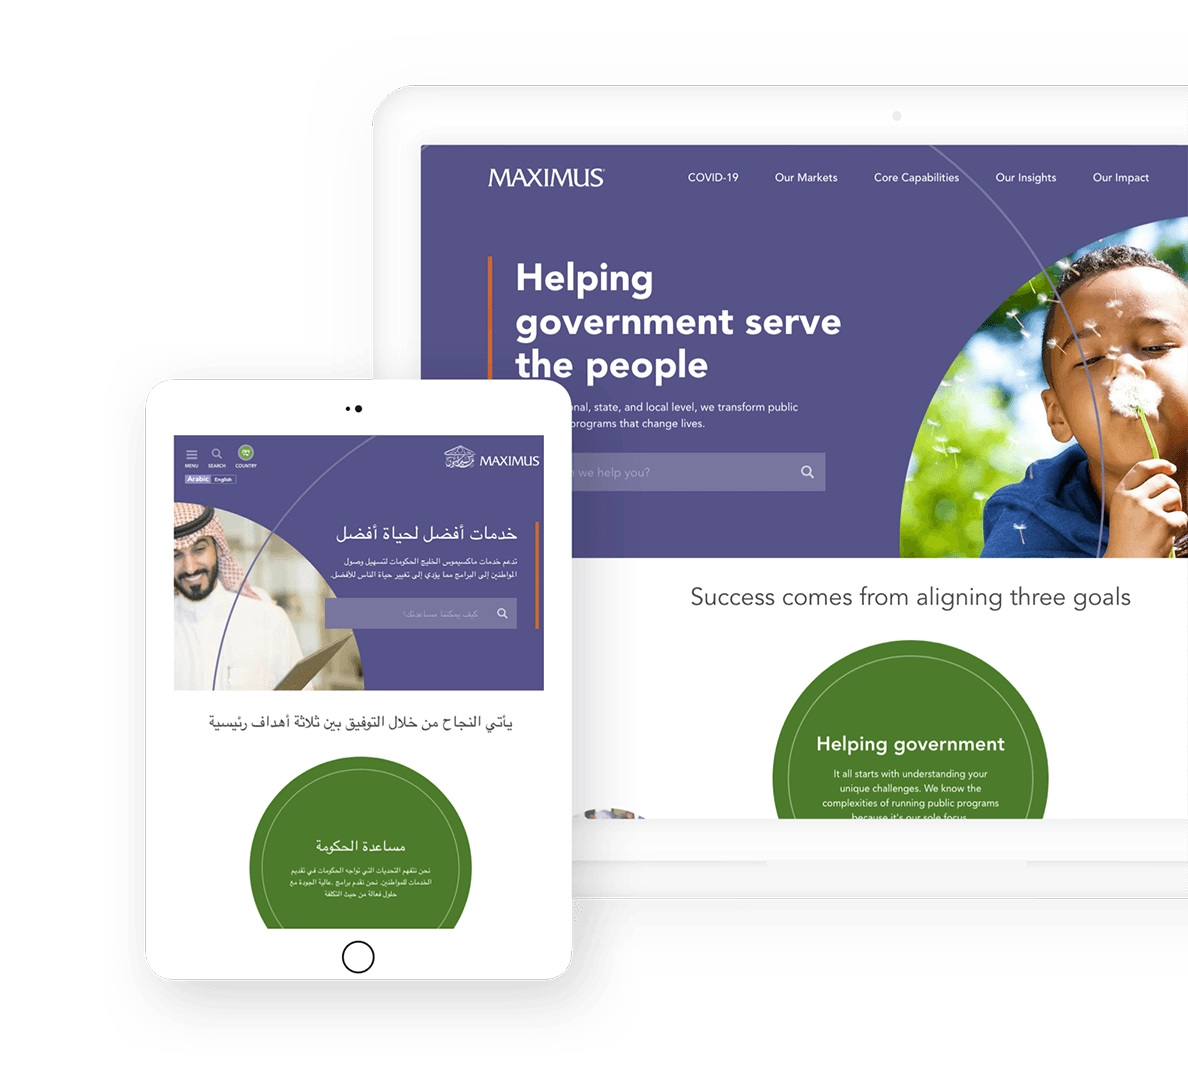 MAXIMUS
COVID-19
Our Markets
Core Capabilities
Our Insights
Our Impact
Helping
government serve
the people
onal, state, and local level, we transform public
programs that change lives.
we help you?
Success comes from aligning three goals
Helping government
It all starts with understanding your
unique challenges. We know the
complexities of running public programs
because it's our sole focus
MENU
SEARCH
COUNTRY
Arabic
English
MAXIMUS
خدمات أفضل لحياة أفضل
تدعم خدمات ماكسيموس الخليج الحكومات لتسهيل وصول
المواطنين إلى البرامج مما يؤدي إلى تغيير حياة الناس للأفضل.
كيف يمكننا مساعدتك؟
يأتي النجاح من خلال التوفيق بين ثلاثة أهداف رئيسية
مساعدة الحكومة
نحن نتفهم التحديات التي تواجه الحكومات في تقديم
الخدمات للمواطنين. نحن نقدم برامج .عالية الجودة مع
حلول فعالة من حيث التكلفة